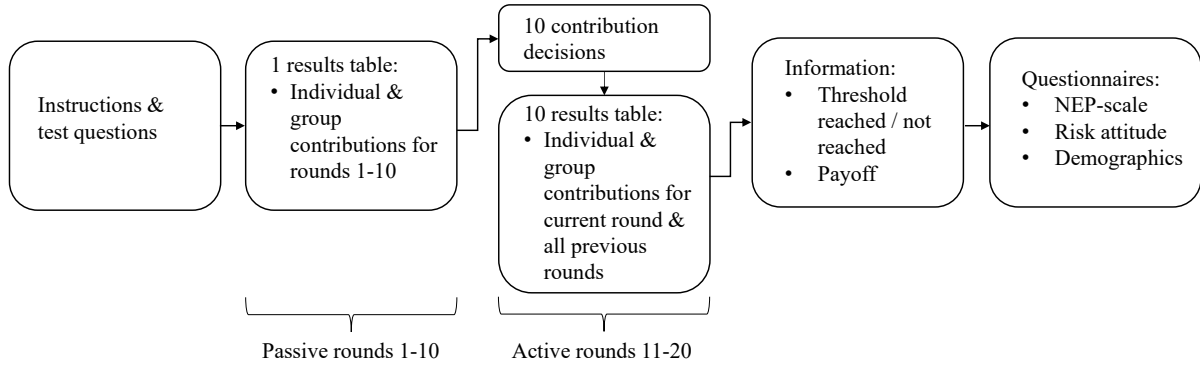 Instructions &
test questions
1 results table:
• Individual &
group
contributions for
rounds 1-10
10 contribution
decisions
10 results table:
• Individual &
group
contributions for
current round &
all previous
rounds
Information:
• Threshold
reached / not
reached
• Payoff
Questionnaires:
• NEP-scale
• Risk attitude
• Demographics
Passive rounds 1-10
Active rounds 11-20